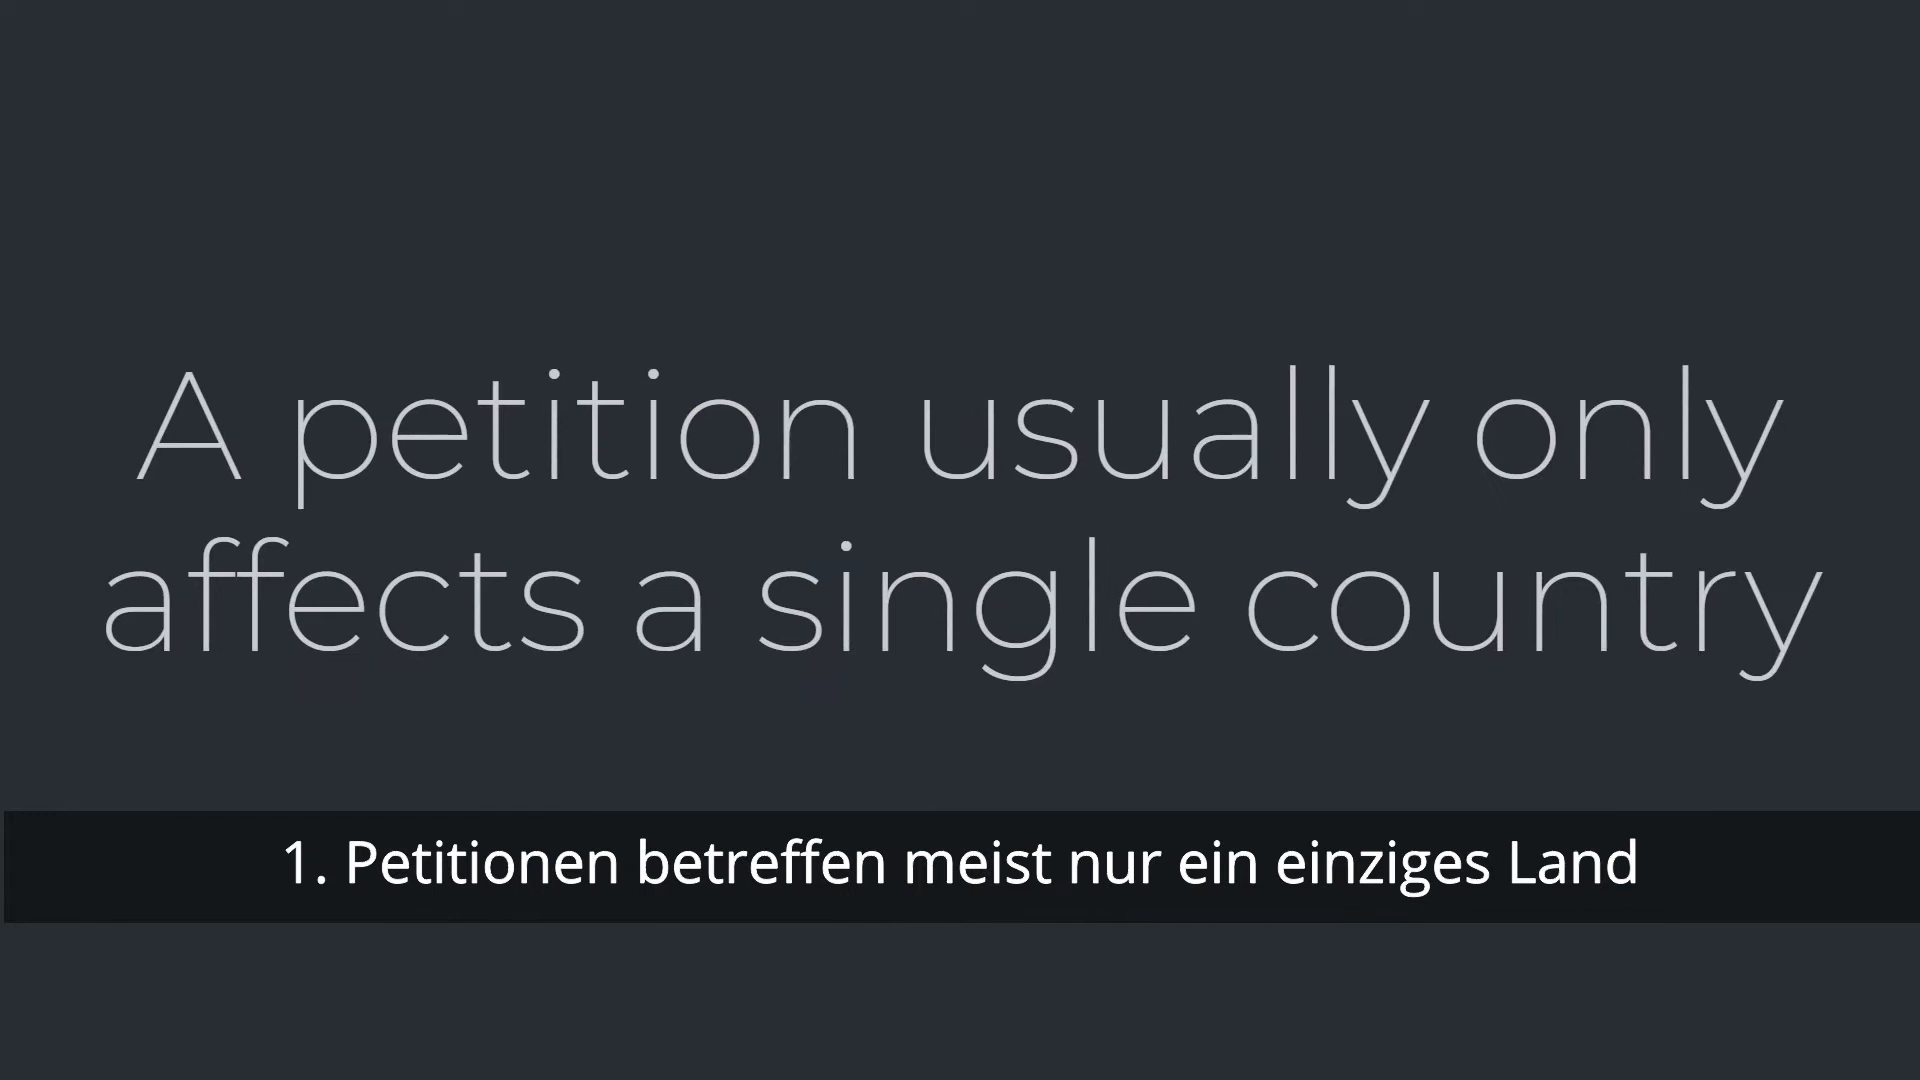 A petition usually only
affects a single country
1. Petitionen betreffen meist nur ein einziges Land